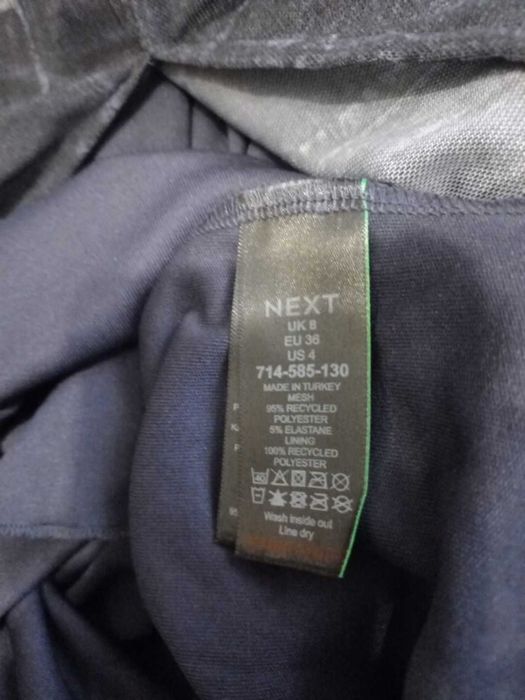 NEXT
UK 8
EU 36
US 4
714-585-130
MADE IN TURKEY
MESH
95% RECYCLED
POLYESTER
5% ELASTANE
LINING
100% RECYCLED
POLYESTER
40
Wash inside out
Line dry